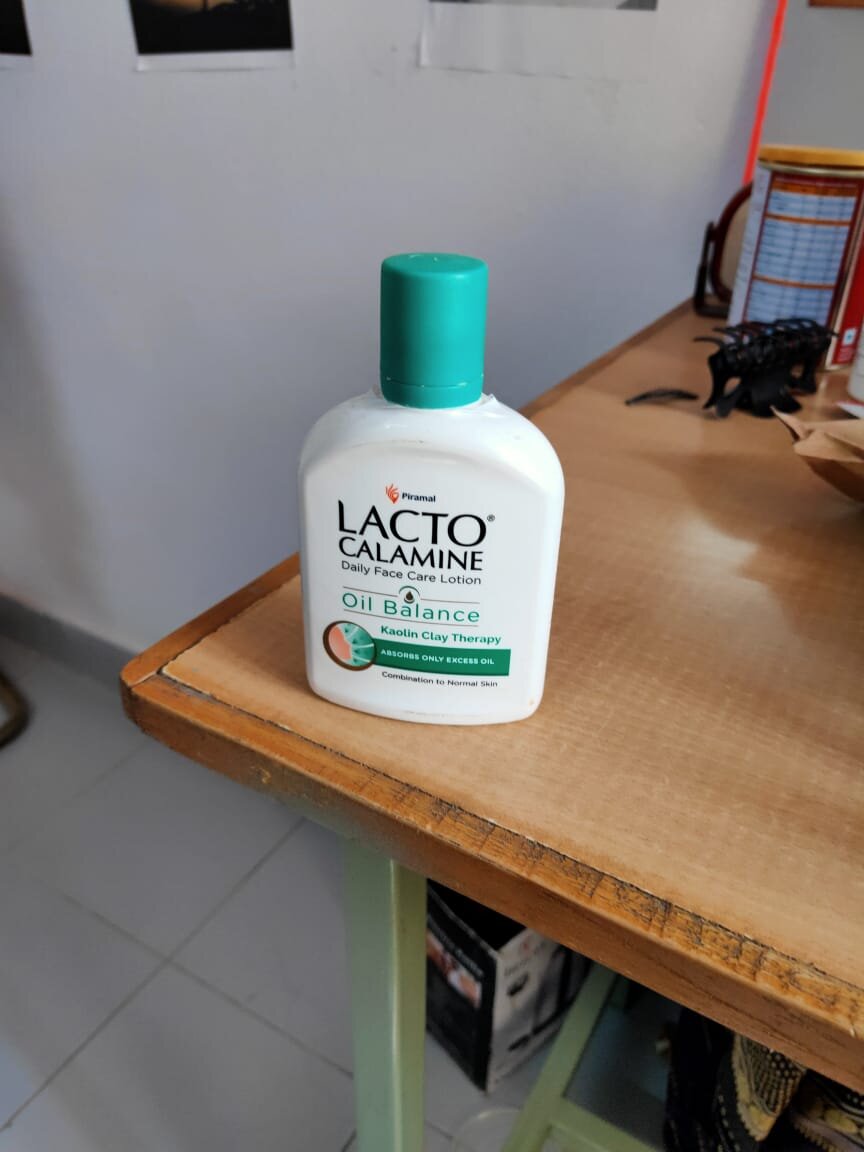 Piramal
LACTO®
CALAMINE
Daily Face Care Lotion
Oil Balance
Kaolin Clay Therapy
ABSORBS ONLY EXCESS OIL
Combination to Normal Skin